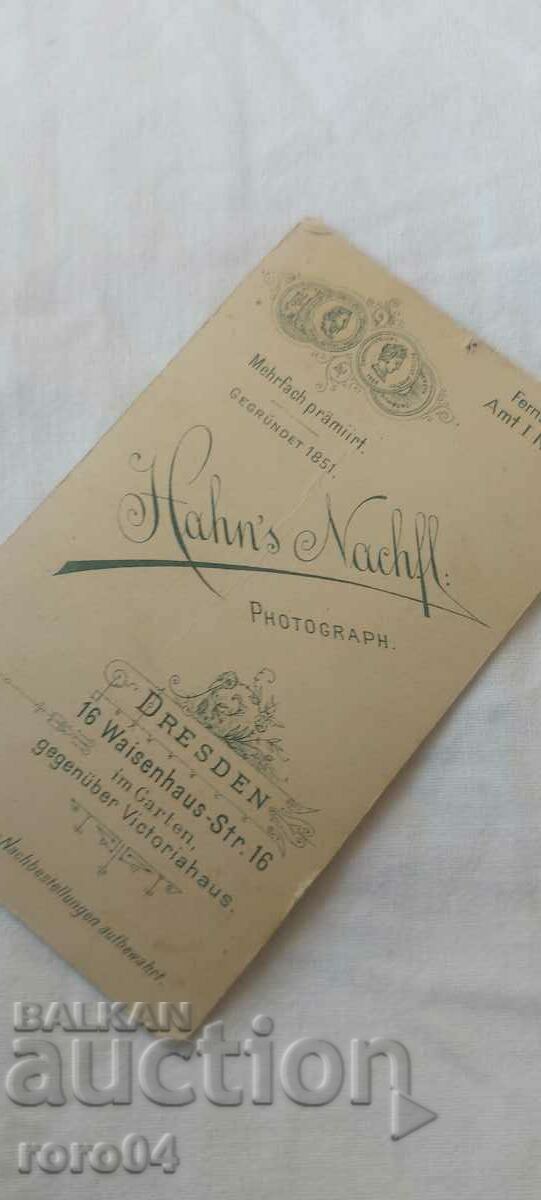 Mehrfach prämiirt.
GEGRÜNDET 1851.
Amt I.
Hahn's Nachfl:
PHOTOGRAPH.
DRESDEN
16 Waisenhaus-Str. 16
im Garten,
gegenüber Victoriahaus.
Nachbestellungen aufbewahrt.
BALKAN
auction
roro04